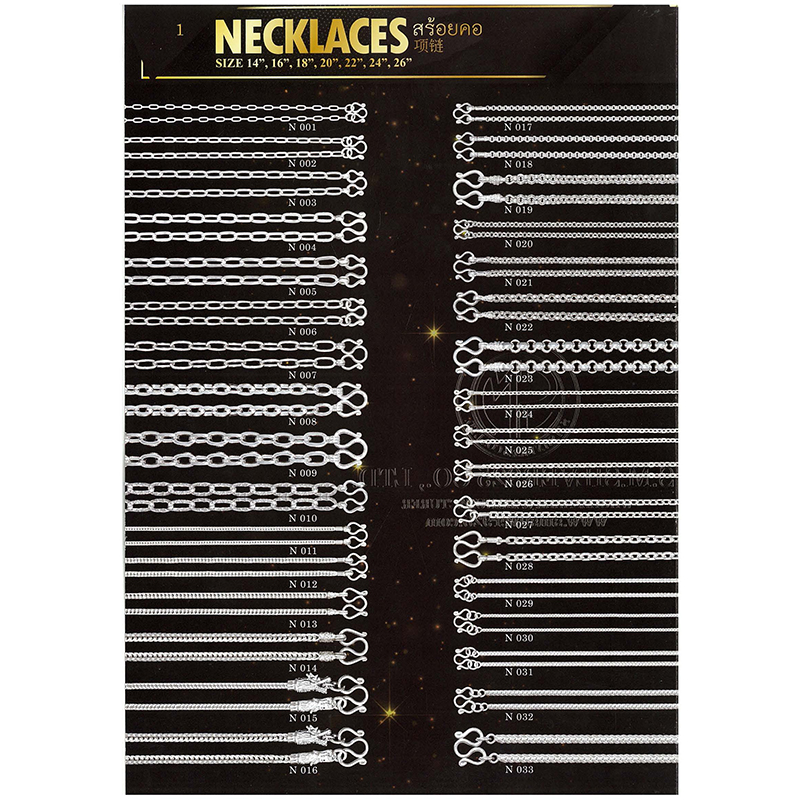 1
NECKLACES สร้อยคอ
项链
SIZE 14”, 16”, 18”, 20”, 22”, 24”, 26”
N 001
N 002
N 003
N 004
N 005
N 006
N 007
N 008
N 009
N 010
N 011
N 012
N 013
N 014
N 015
N 016
N 017
N 018
N 019
N 020
N 021
N 022
N 023
N 024
N 025
N 026
N 027
N 028
N 029
N 030
N 031
N 032
N 033